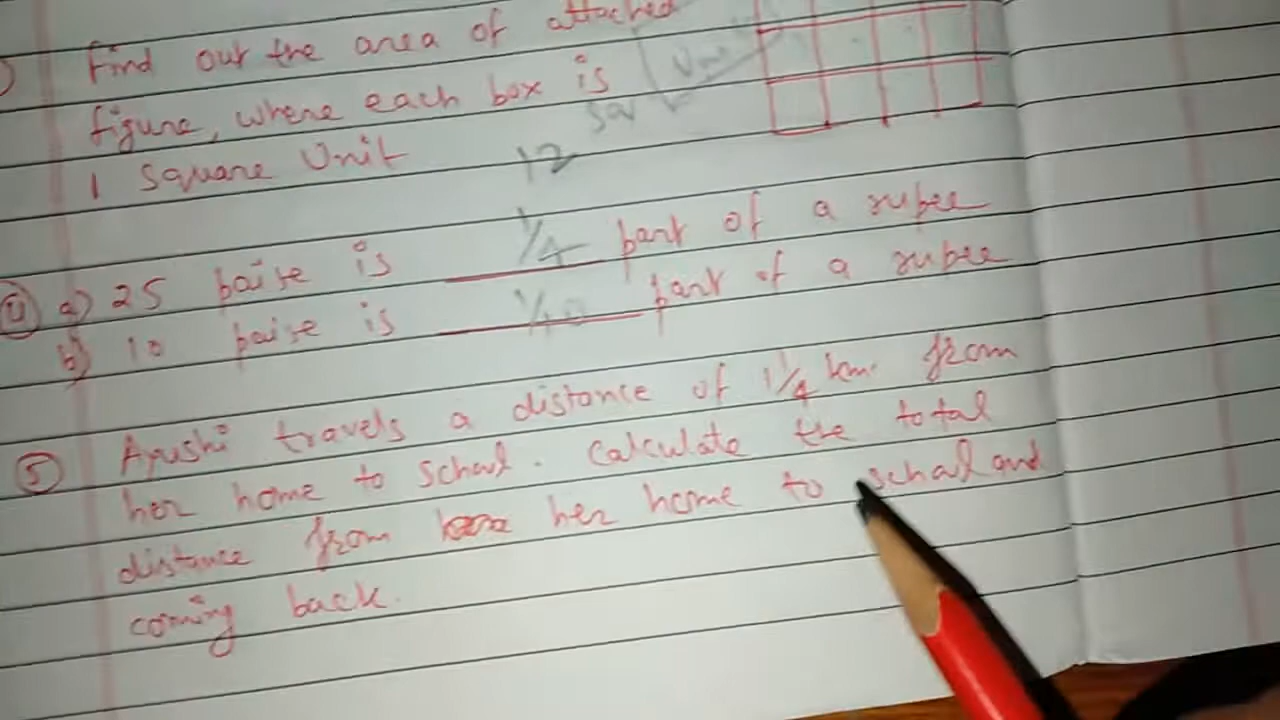 Find out the area of attached
figure, where each box is
1 Square Unit 12
④ a) 25 paise is 1/4 part of a rupee
b) 10 paise is 1/10 part of a rupee
⑤ Ayushi travels a distance of 1 1/4 km. from
her home to school. Calculate the total
distance from her home to school and
coming back.